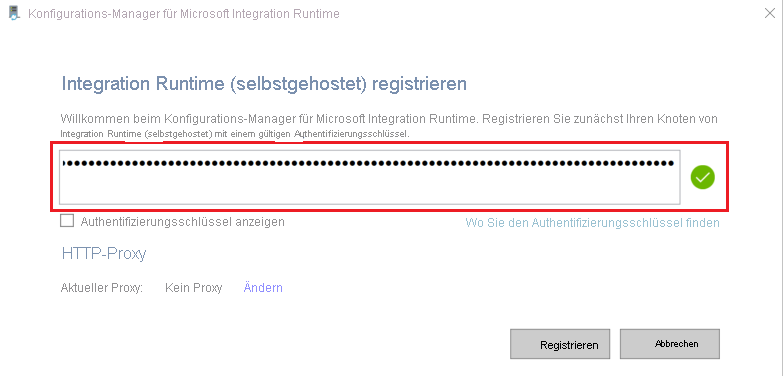 Konfigurations-Manager für Microsoft Integration Runtime
Integration Runtime (selbstgehostet) registrieren
Willkommen beim Konfigurations-Manager für Microsoft Integration Runtime. Registrieren Sie zunächst Ihren Knoten von
Integration Runtime (selbstgehostet) mit einem gültigen Authentifizierungsschlüssel.
Authentifizierungsschlüssel anzeigen
Wo Sie den Authentifizierungsschlüssel finden
HTTP-Proxy
Aktueller Proxy: Kein Proxy Ändern
Registrieren Abbrechen